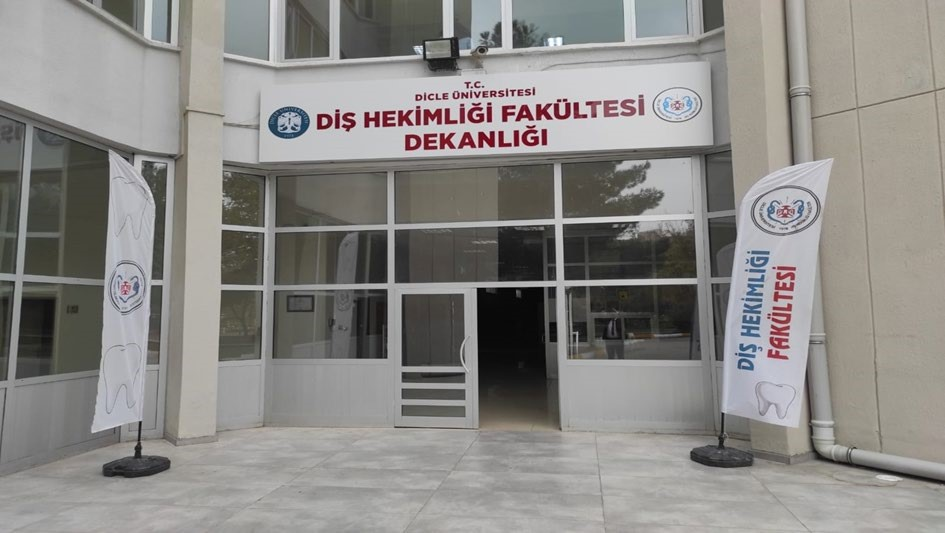 T.C.
DİCLE ÜNİVERSİTESİ
DİŞ HEKİMLİĞİ FAKÜLTESİ
DEKANLIĞI
DİŞ HEKİMLİĞİ
FAKÜLTESİ